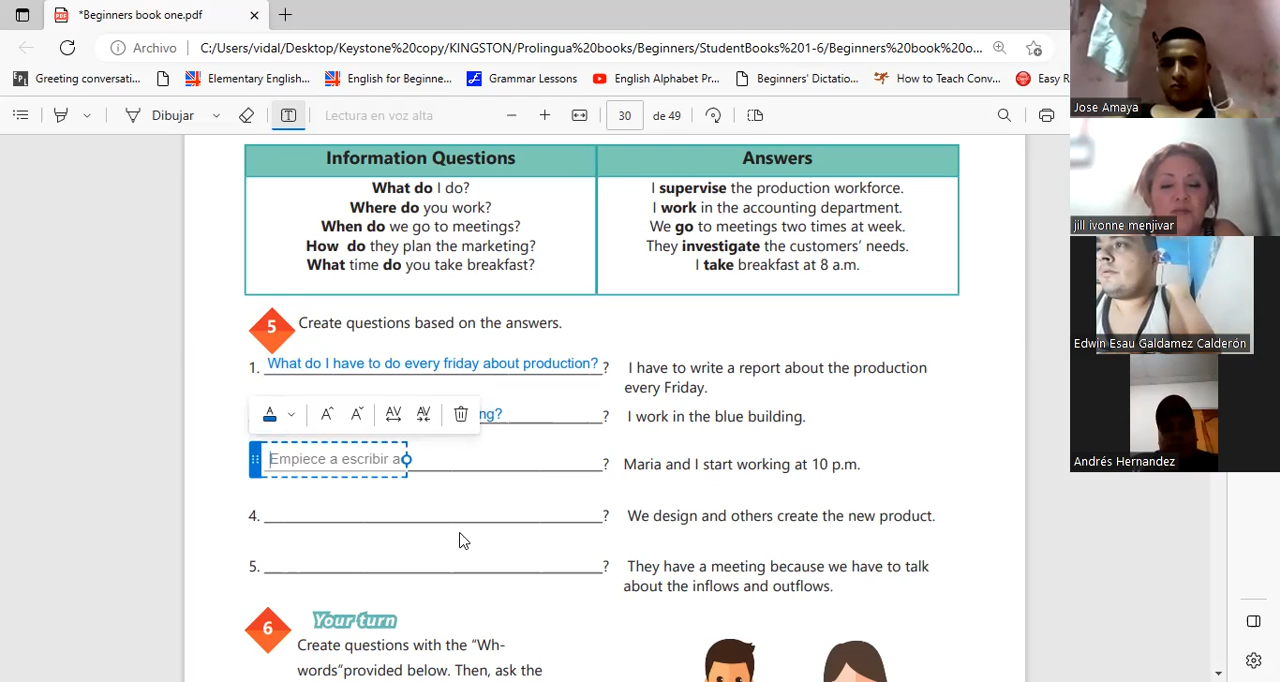 *Beginners book one.pdf
Archivo
C:/Users/vidal/Desktop/Keystone%20copy/KINGSTON/Prolingua%20books/Beginners/StudentBooks%201-6/Beginners%20book%20o...
Greeting conversati...
Elementary English...
English for Beginne...
Grammar Lessons
English Alphabet Pr...
Beginners' Dictatio...
How to Teach Conv...
Easy R
Dibujar
Lectura en voz alta
30
de 49
Information Questions
Answers
What do I do?
I supervise the production workforce.
Where do you work?
I work in the accounting department.
When do we go to meetings?
We go to meetings two times at week.
How do they plan the marketing?
They investigate the customers' needs.
What time do you take breakfast?
I take breakfast at 8 a.m.
5
Create questions based on the answers.
1. What do I have to do every friday about production? ?
I have to write a report about the production
every Friday.
ng? ?
I work in the blue building.
Empiece a escribir a
?
Maria and I start working at 10 p.m.
4. ?
We design and others create the new product.
5. ?
They have a meeting because we have to talk
about the inflows and outflows.
6
Your turn
Create questions with the "Wh-
words"provided below. Then, ask the
Jose Amaya
jill ivonne menjivar
Edwin Esau Galdamez Calderón
Andrés Hernandez